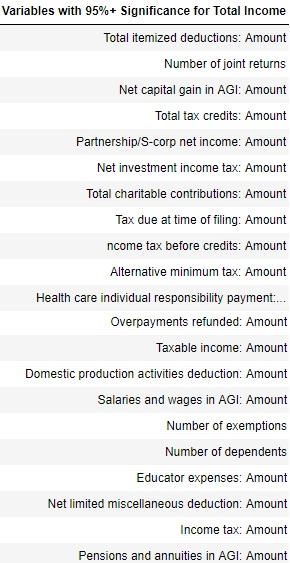 Variables with 95%+ Significance for Total Income
Total itemized deductions: Amount
Number of joint returns
Net capital gain in AGI: Amount
Total tax credits: Amount
Partnership/S-corp net income: Amount
Net investment income tax: Amount
Total charitable contributions: Amount
Tax due at time of filing: Amount
ncome tax before credits: Amount
Alternative minimum tax: Amount
Health care individual responsibility payment:...
Overpayments refunded: Amount
Taxable income: Amount
Domestic production activities deduction: Amount
Salaries and wages in AGI: Amount
Number of exemptions
Number of dependents
Educator expenses: Amount
Net limited miscellaneous deduction: Amount
Income tax: Amount
Pensions and annuities in AGI: Amount